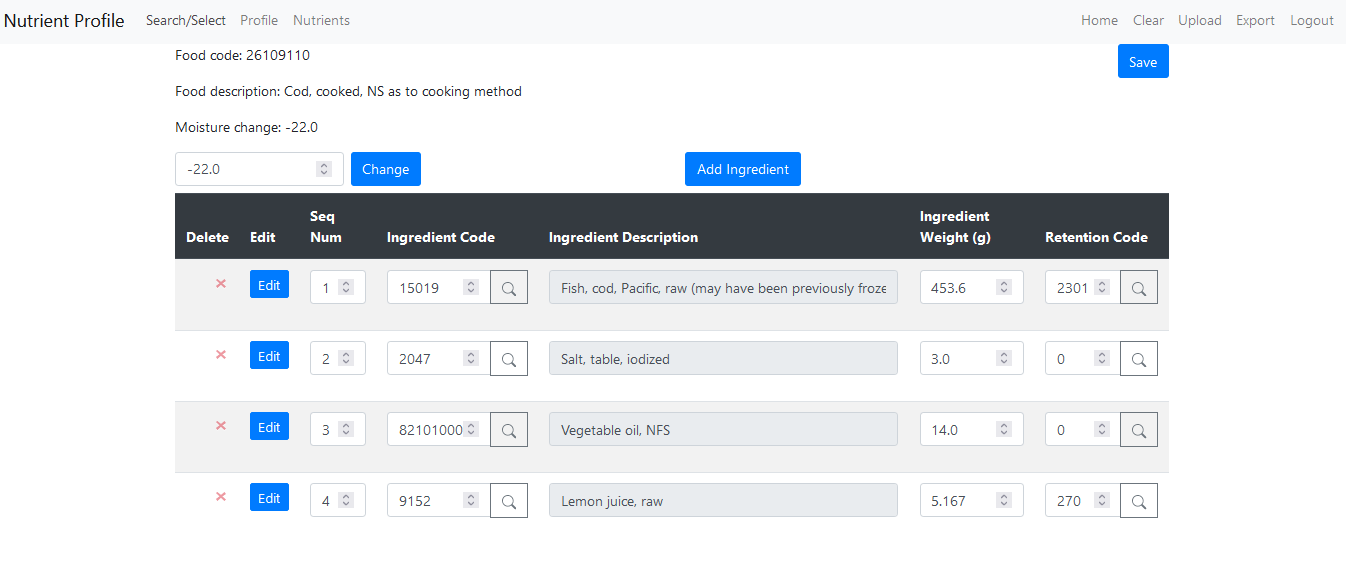 Nutrient Profile Search/Select Profile Nutrients Home Clear Upload Export Logout
Food code: 26109110 Save
Food description: Cod, cooked, NS as to cooking method
Moisture change: -22.0
-22.0 Change Add Ingredient
Delete Edit Seq Num Ingredient Code Ingredient Description Ingredient Weight (g) Retention Code
× Edit 1 15019 Fish, cod, Pacific, raw (may have been previously froze 453.6 2301
× Edit 2 2047 Salt, table, iodized 3.0 0
× Edit 3 82101000 Vegetable oil, NFS 14.0 0
× Edit 4 9152 Lemon juice, raw 5.167 270